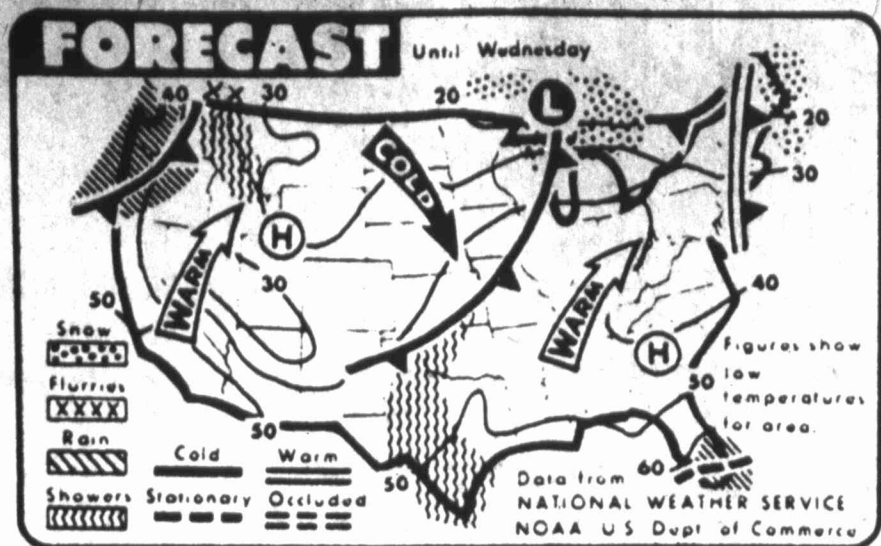 FORECAST
Until Wednesday
40
30
20
L
20
30
COLD
H
30
WARM
50
WARM
40
H
50
50
50
60
Snow
Flurries
XXXX
Rain
Showers
Cold
Warm
Stationary
Occluded
Figures show
low
temperatures
for area.
Data from
NATIONAL WEATHER SERVICE
NOAA U S Dept of Commerce